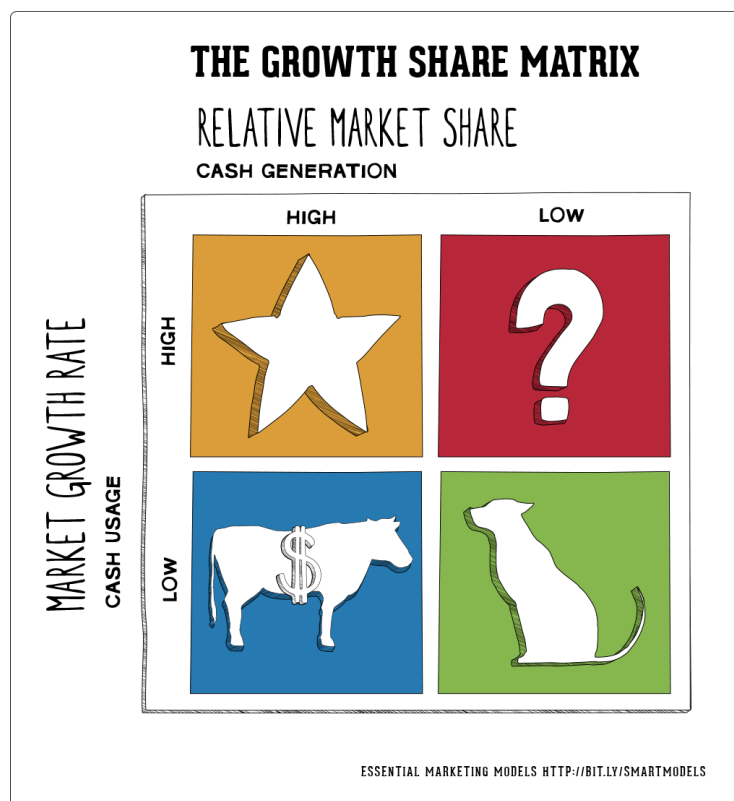 THE GROWTH SHARE MATRIX
RELATIVE MARKET SHARE
CASH GENERATION
HIGH
LOW
MARKET GROWTH RATE
CASH USAGE
HIGH
?
LOW
$
ESSENTIAL MARKETING MODELS HTTP://BIT.LY/SMARTMODELS